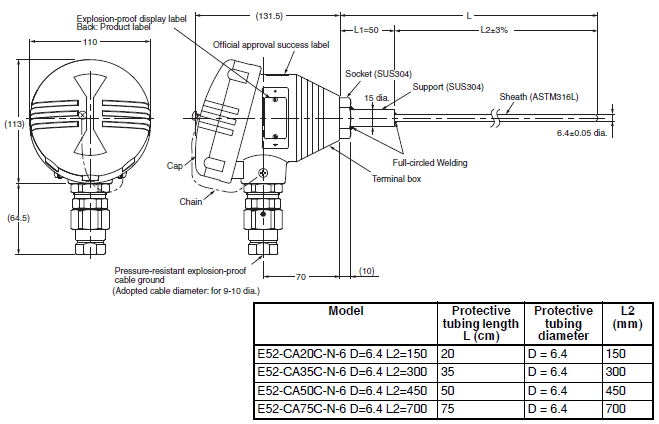 Explosion-proof display label
Back: Product label
110
(113)
(64.5)
(131.5)
Official approval success label
L
L1=50
L2±3%
Socket (SUS304)
Support (SUS304)
15 dia.
Sheath (ASTM316L)
6.4±0.05 dia.
Full-circled Welding
Terminal box
Cap
Chain
70
(10)
Pressure-resistant explosion-proof
cable ground
(Adopted cable diameter: for 9-10 dia.)
Model Protective tubing length L (cm) Protective tubing diameter L2 (mm)
E52-CA20C-N-6 D=6.4 L2=150 20 D = 6.4 150
E52-CA35C-N-6 D=6.4 L2=300 35 D = 6.4 300
E52-CA50C-N-6 D=6.4 L2=450 50 D = 6.4 450
E52-CA75C-N-6 D=6.4 L2=700 75 D = 6.4 700